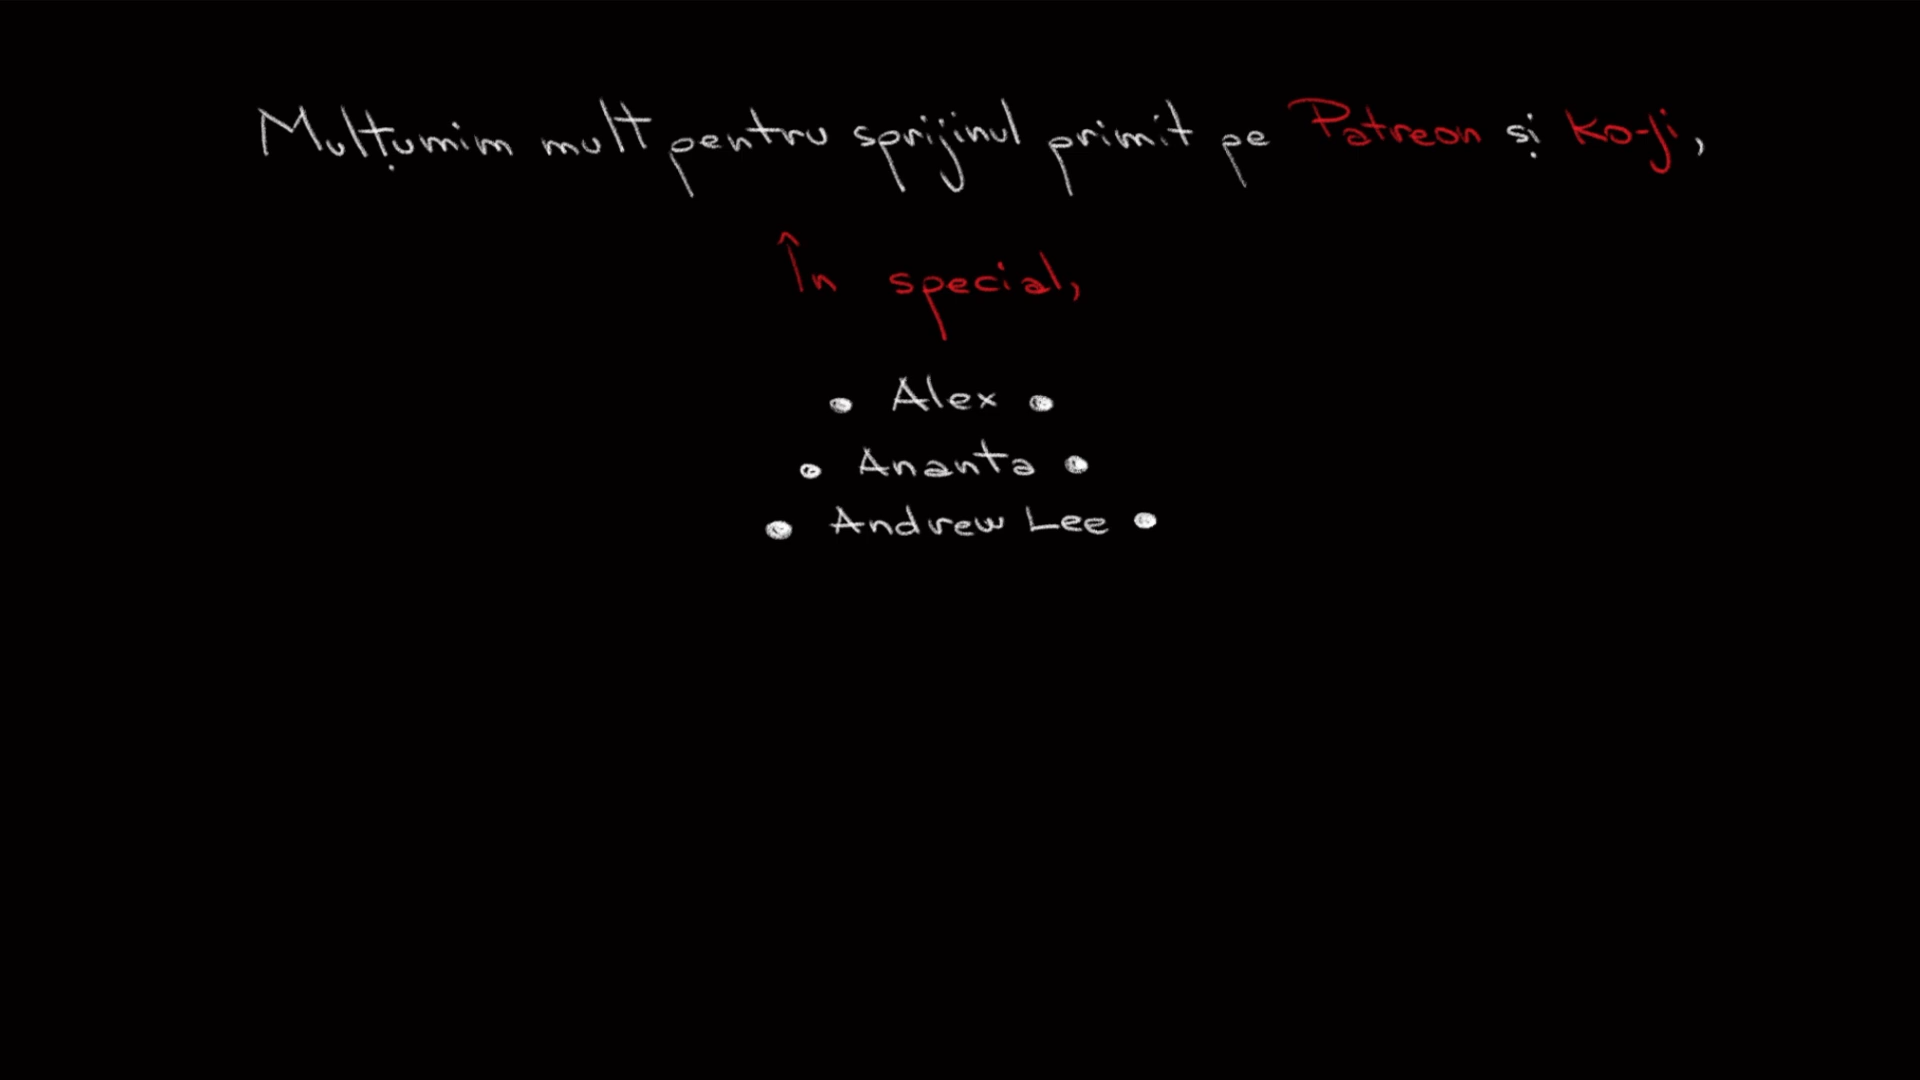 Mulțumim mult pentru sprijinul primit pe Patreon și Ko-fi,
În special,
• Alex •
• Ananta •
• Andrew Lee •